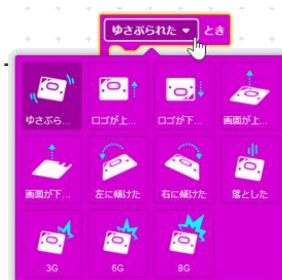 ゆさぶられた とき
ゆさぶら... ロゴが上... ロゴが下... 画面が上...
画面が下... 左に傾けた 右に傾けた 落とした
3G 6G 8G